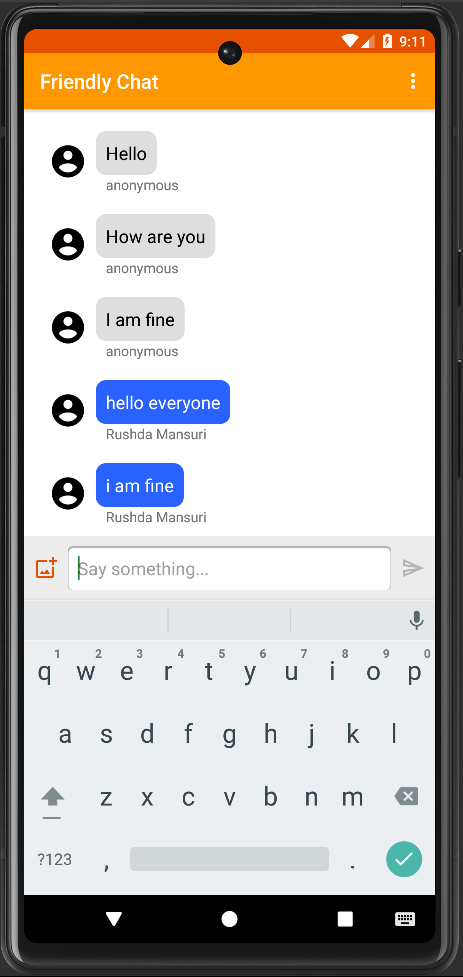 9:11
Friendly Chat
Hello
anonymous
How are you
anonymous
I am fine
anonymous
hello everyone
Rushda Mansuri
i am fine
Rushda Mansuri
Say something...
1 2 3 4 5 6 7 8 9 0
q w e r t y u i o p
a s d f g h j k l
z x c v b n m
?123 , .